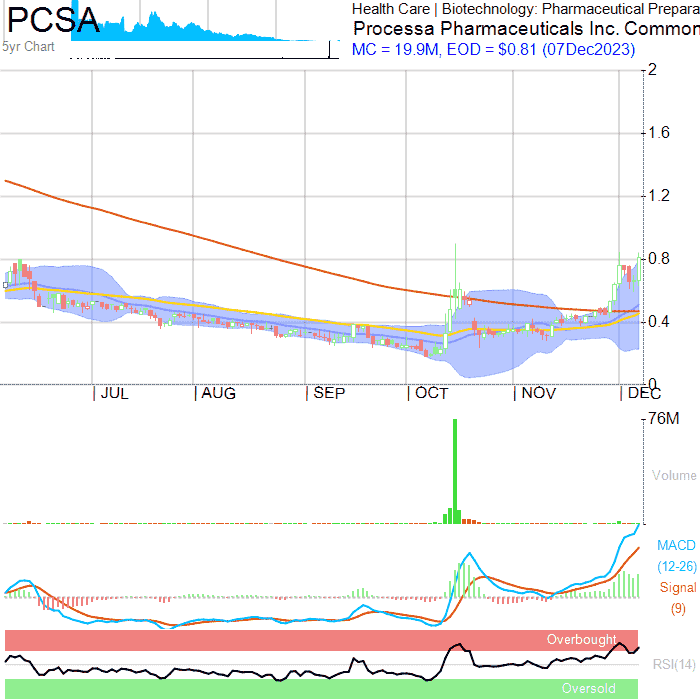 PCSA
5yr Chart
Health Care | Biotechnology: Pharmaceutical Prepara
Processa Pharmaceuticals Inc. Common
MC = 19.9M, EOD = $0.81 (07Dec2023)
2
1.6
1.2
0.8
0.4
0
JUL AUG SEP OCT NOV DEC
76M
Volume
MACD
(12-26)
Signal
(9)
Overbought
RSI(14)
Oversold